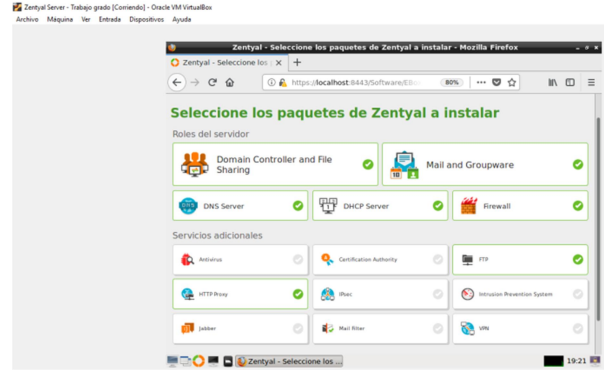 Zentyal Server - Trabajo grado [Corriendo] - Oracle VM VirtualBox
Archivo Máquina Ver Entrada Dispositivos Ayuda
Zentyal - Seleccione los paquetes de Zentyal a instalar - Mozilla Firefox
Zentyal - Seleccione los p
https://localhost:8443/Software/EB
80%
Seleccione los paquetes de Zentyal a instalar
Roles del servidor
Domain Controller and File Sharing
Mail and Groupware
DNS Server
DHCP Server
Firewall
Servicios adicionales
Antivirus
Certification Authority
FTP
HTTP Proxy
IPsec
Intrusion Prevention System
Jabber
Mail Filter
VPN
Zentyal - Seleccione los ...
19:21